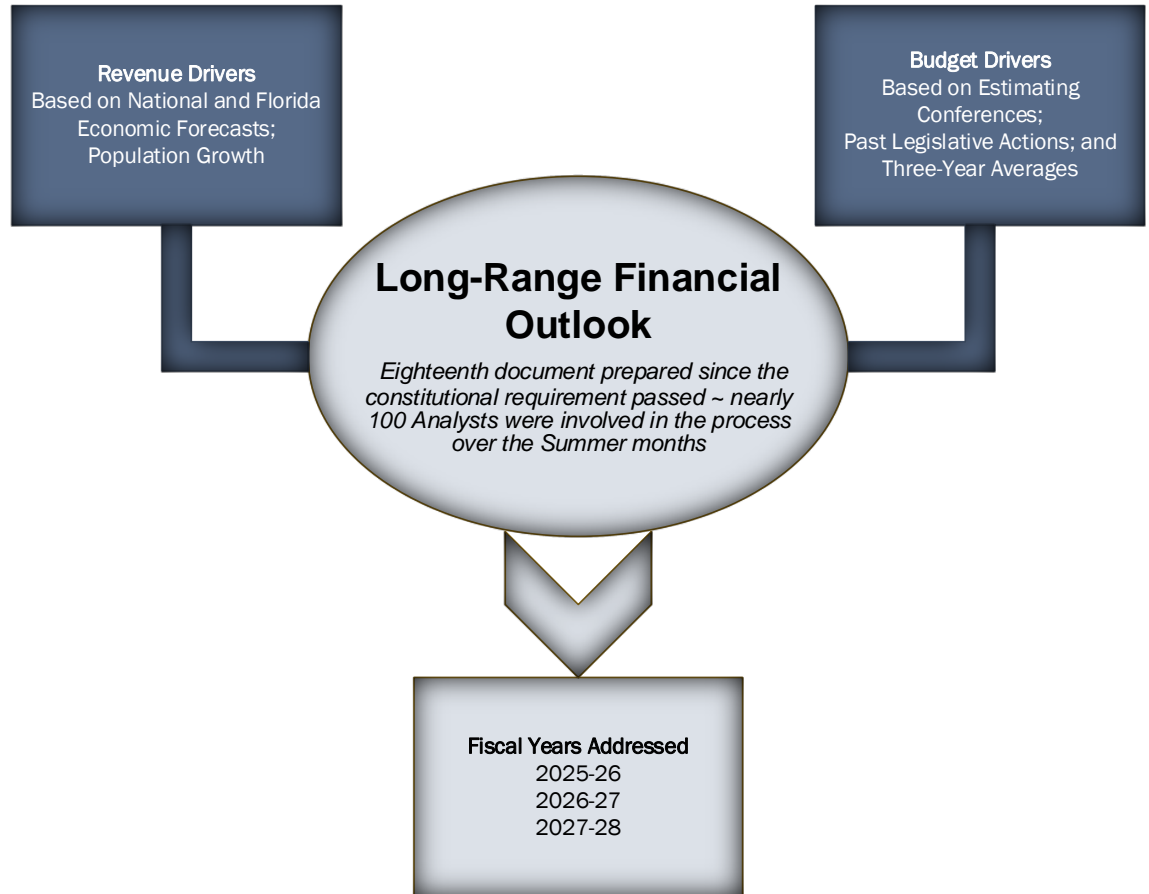 Revenue Drivers
Based on National and Florida
Economic Forecasts;
Population Growth
Budget Drivers
Based on Estimating
Conferences;
Past Legislative Actions; and
Three-Year Averages
Long-Range Financial
Outlook
Eighteenth document prepared since the
constitutional requirement passed ~ nearly
100 Analysts were involved in the process
over the Summer months
Fiscal Years Addressed
2025-26
2026-27
2027-28